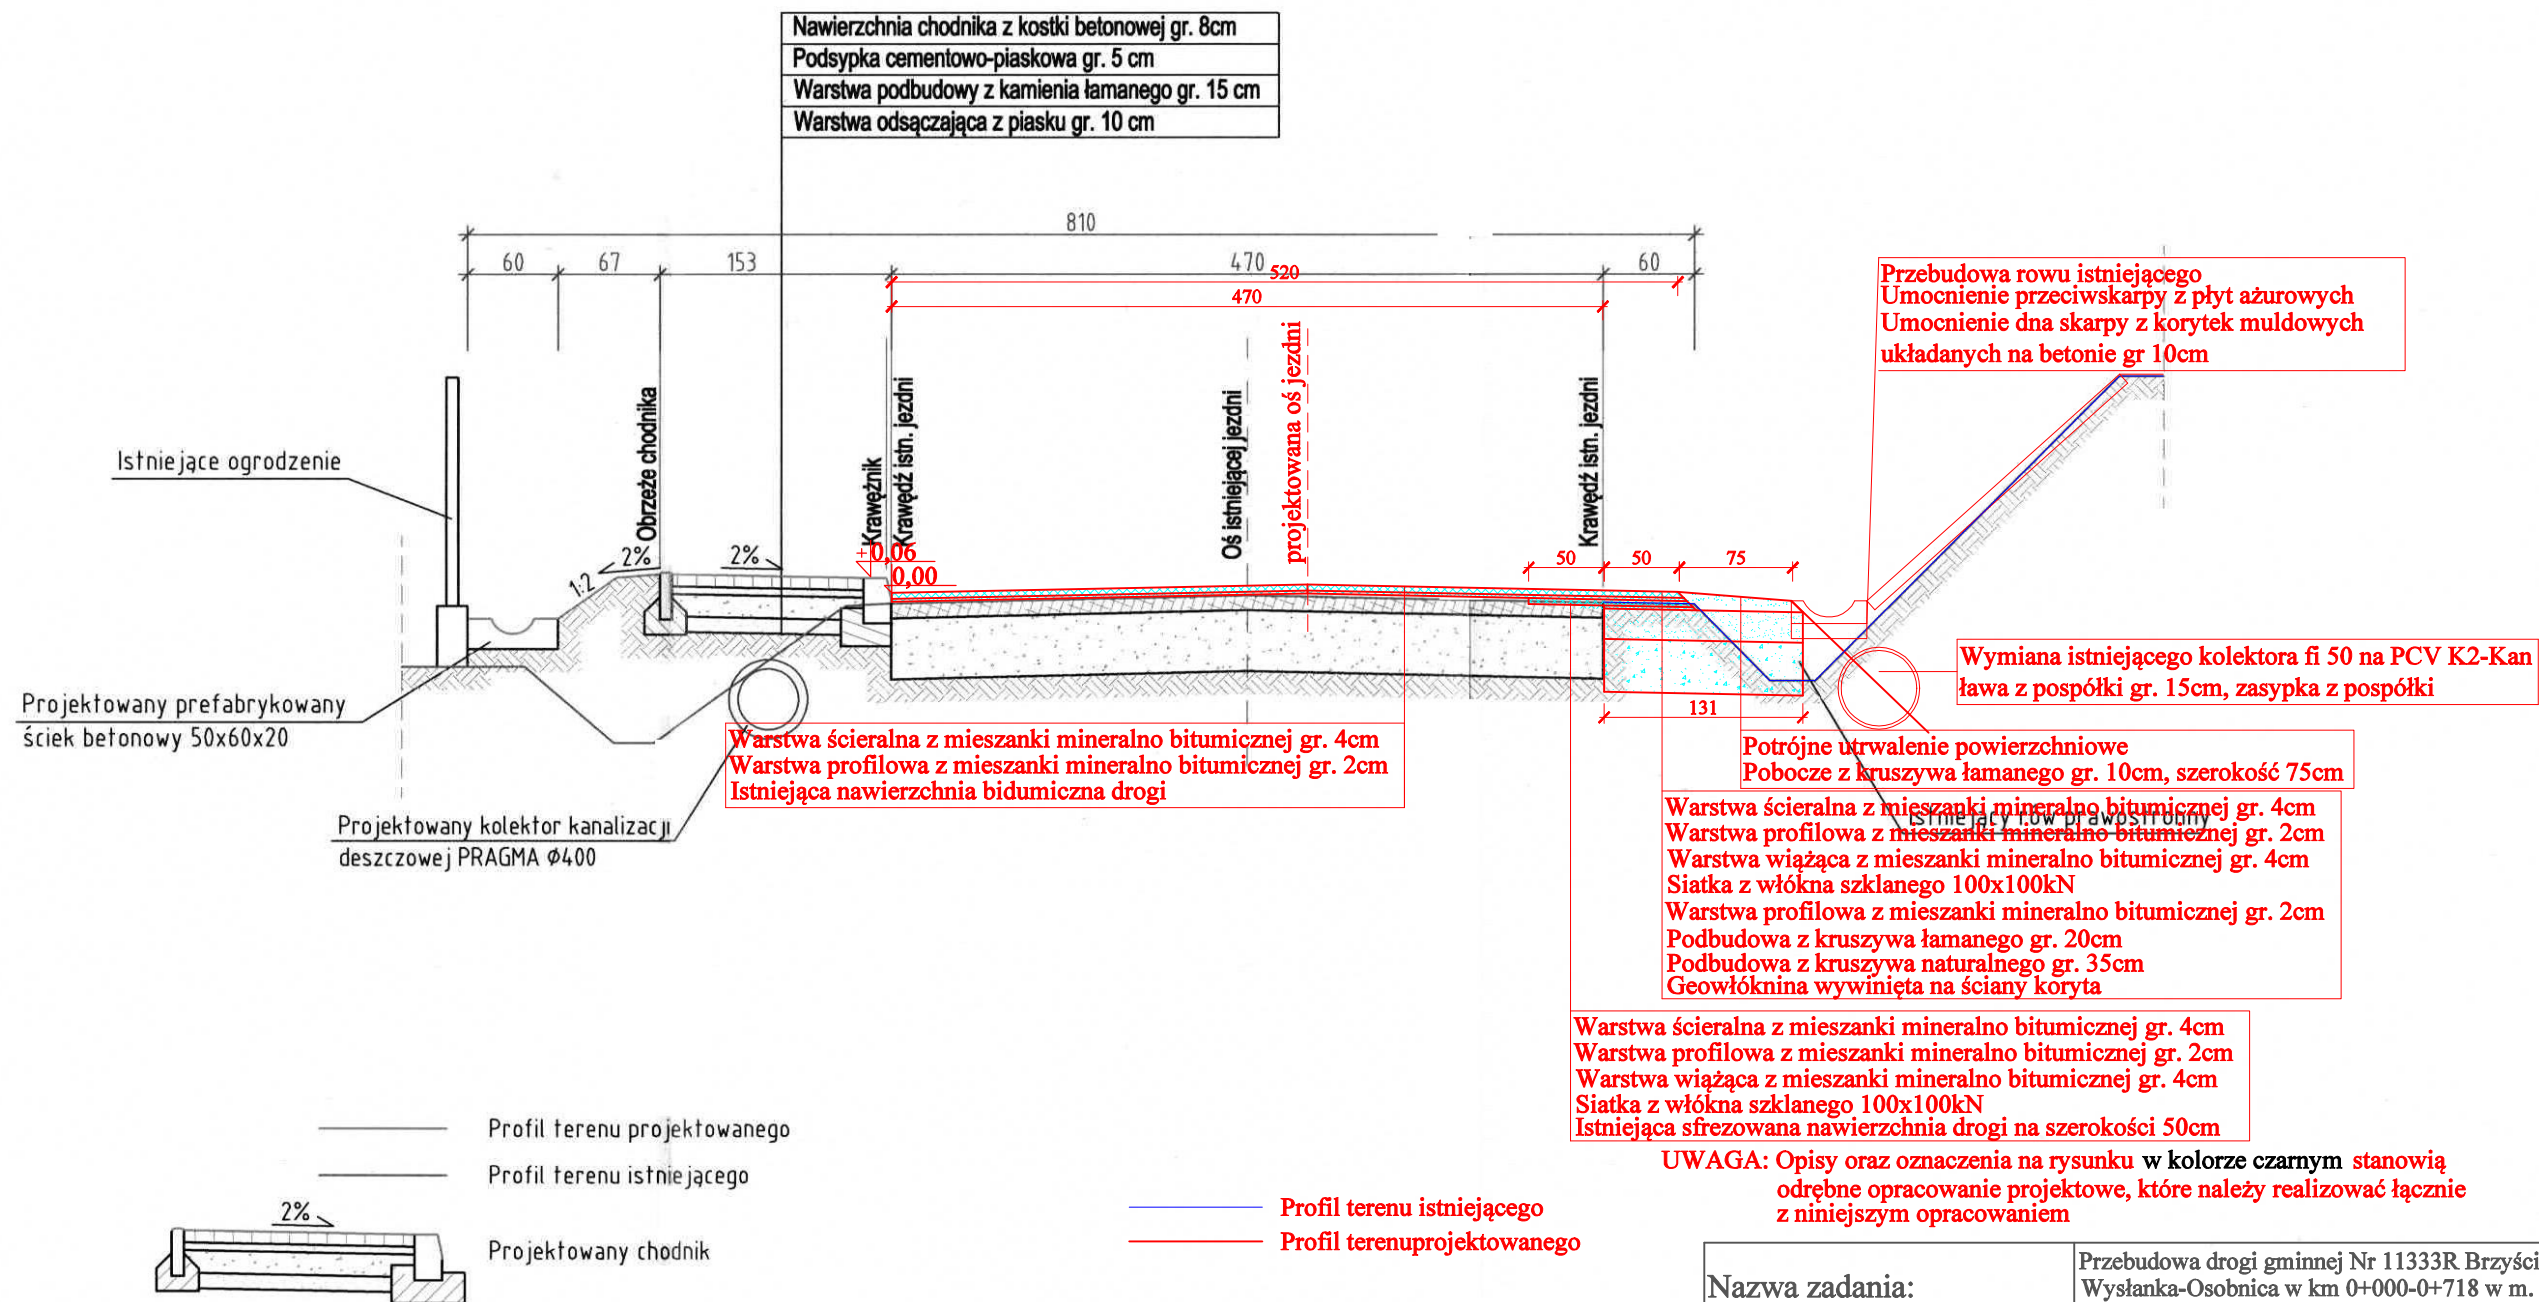 Nawierzchnia chodnika z kostki betonowej gr. 8cm
Podsypka cementowo-piaskowa gr. 5 cm
Warstwa podbudowy z kamienia łamanego gr. 15 cm
Warstwa odsączająca z piasku gr. 10 cm
810
60
67
153
470
60
520
470
Przebudowa rowu istniejącego
Umocnienie przeciwskarpy z płyt ażurowych
Umocnienie dna skarpy z korytek muldowych
układanych na betonie gr 10cm
Istniejące ogrodzenie
Obrzeże chodnika
Krawężnik
Krawędź istn. jezdni
Oś istniejącej jezdni
projektowana oś jezdni
Krawędź istn. jezdni
1:2
2%
2%
+0,06
0,00
50
50
75
131
Wymiana istniejącego kolektora fi 50 na PCV K2-Kan
ława z pospółki gr. 15cm, zasypka z pospółki
Projektowany prefabrykowany
ściek betonowy 50x60x20
Projektowany kolektor kanalizacji
deszczowej PRAGMA Ø400
Warstwa ścieralna z mieszanki mineralno bitumicznej gr. 4cm
Warstwa profilowa z mieszanki mineralno bitumicznej gr. 2cm
Istniejąca nawierzchnia bidumiczna drogi
Potrójne utrwalenie powierzchniowe
Pobocze z kruszywa łamanego gr. 10cm, szerokość 75cm
Warstwa ścieralna z mieszanki mineralno bitumicznej gr. 4cm
Istniejący rów prawostronny
Warstwa profilowa z mieszanki mineralno bitumicznej gr. 2cm
Warstwa wiążąca z mieszanki mineralno bitumicznej gr. 4cm
Siatka z włókna szklanego 100x100kN
Warstwa profilowa z mieszanki mineralno bitumicznej gr. 2cm
Podbudowa z kruszywa łamanego gr. 20cm
Podbudowa z kruszywa naturalnego gr. 35cm
Geowłóknina wywinięta na ściany koryta
Warstwa ścieralna z mieszanki mineralno bitumicznej gr. 4cm
Warstwa profilowa z mieszanki mineralno bitumicznej gr. 2cm
Warstwa wiążąca z mieszanki mineralno bitumicznej gr. 4cm
Siatka z włókna szklanego 100x100kN
Istniejąca sfrezowana nawierzchnia drogi na szerokości 50cm
UWAGA: Opisy oraz oznaczenia na rysunku w kolorze czarnym stanowią
odrębne opracowanie projektowe, które należy realizować łącznie
z niniejszym opracowaniem
Profil terenu projektowanego
Profil terenu istniejącego
2%
Projektowany chodnik
Profil terenu istniejącego
Profil terenuprojektowanego
Nazwa zadania:
Przebudowa drogi gminnej Nr 11333R Brzyści
Wysłanka-Osobnica w km 0+000-0+718 w m.